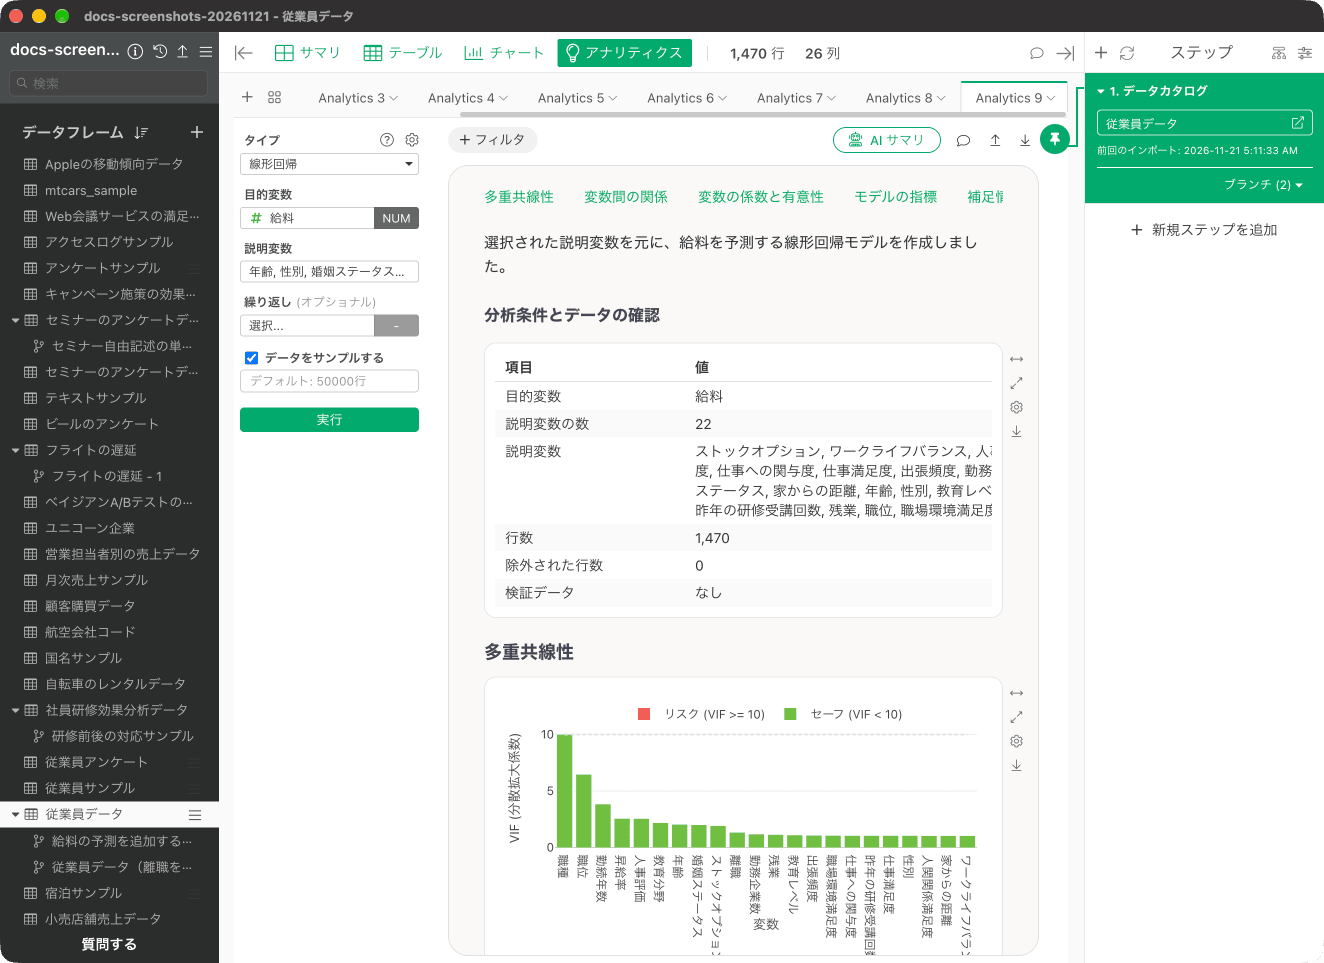 docs-screenshots-20261121 - 従業員データ
docs-screen...
検索
データフレーム
Appleの移動傾向データ
mtcars_sample
Web会議サービスの満足···
アクセスログサンプル
アンケートサンプル
キャンペーン施策の効果···
セミナーのアンケートデ···
セミナー自由記述の単···
セミナーのアンケートデ···
テキストサンプル
ビールのアンケート
フライトの遅延
フライトの遅延 - 1
ベイジアンA/Bテストの···
ユニコーン企業
営業担当者別の売上データ
月次売上サンプル
顧客購買データ
航空会社コード
国名サンプル
自転車のレンタルデータ
社員研修効果分析データ
研修前後の対応サンプル
従業員アンケート
従業員サンプル
従業員データ
給料の予測を追加する···
従業員データ（離職を···
宿泊サンプル
小売店舗売上データ
質問する
サマリ
テーブル
チャート
アナリティクス
1,470 行
26 列
Analytics 3
Analytics 4
Analytics 5
Analytics 6
Analytics 7
Analytics 8
Analytics 9
タイプ
線形回帰
目的変数
# 給料
NUM
説明変数
年齢, 性別, 婚姻ステータス...
繰り返し (オプショナル)
選択...
-
データをサンプルする
デフォルト: 50000行
実行
+ フィルタ
AI サマリ
多重共線性
変数間の関係
変数の係数と有意性
モデルの指標
補足情
選択された説明変数を元に、給料を予測する線形回帰モデルを作成しまし
た。
分析条件とデータの確認
項目 値
目的変数 給料
説明変数の数 22
説明変数 ストックオプション, ワークライフバランス, 人事
度, 仕事への関与度, 仕事満足度, 出張頻度, 勤務
ステータス, 家からの距離, 年齢, 性別, 教育レベ
昨年の研修受講回数, 残業, 職位, 職場環境満足度
行数 1,470
除外された行数 0
検証データ なし
多重共線性
リスク (VIF >= 10)
セーフ (VIF < 10)
VIF (分散拡大係数)
10
5
0
職種
職位
勤続年数
昇給率
人事評価
教育分野
年齢
婚姻ステータス
ストックオプション
離職
勤務企業数
残業
教育レベル
出張頻度
職場環境満足度
仕事への関与度
昨年の研修受講回数
仕事満足度
性別
人間関係満足度
家からの距離
ワークライフバラン
変数
ステップ
1. データカタログ
従業員データ
前回のインポート: 2026-11-21 5:11:33 AM
ブランチ (2)
+ 新規ステップを追加